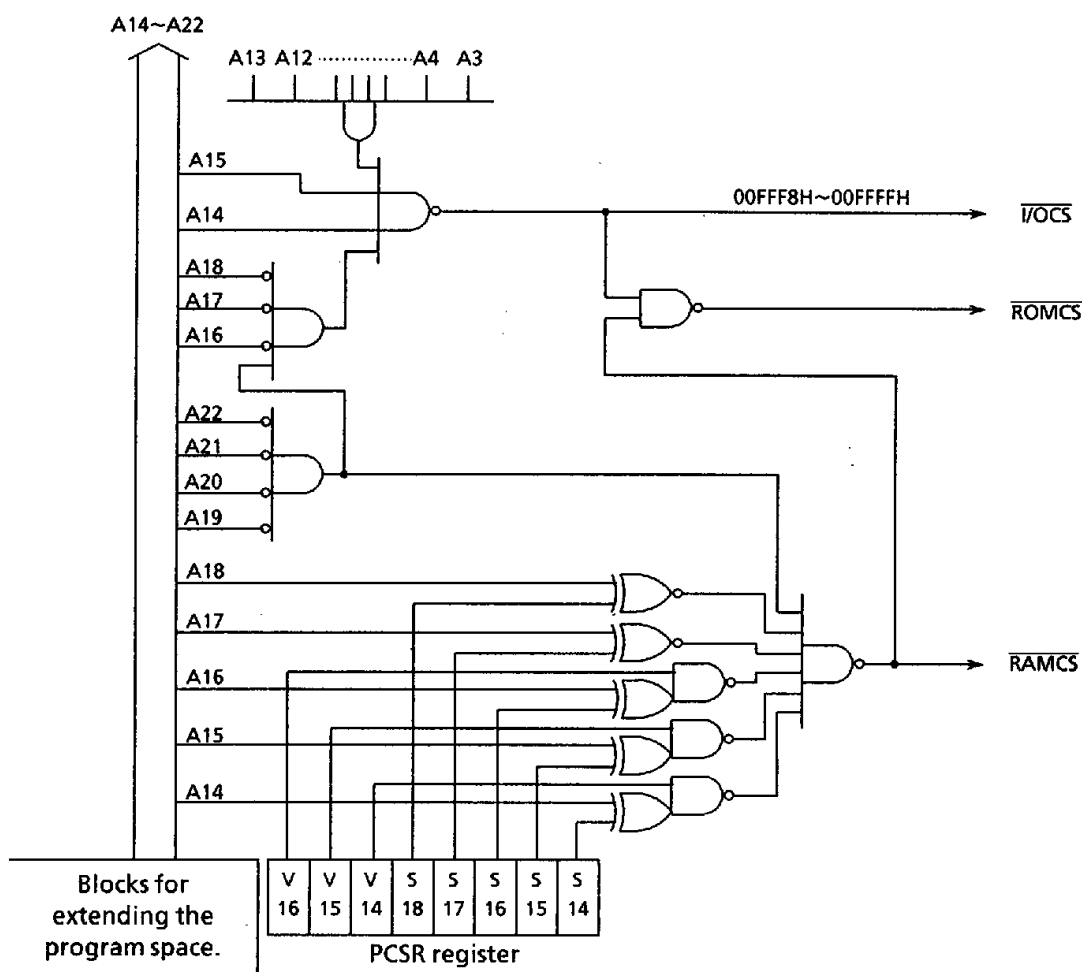 A14~A22
A13 A12 ............ A4 A3
A15
00FFF8H~00FFFFH
I/OCS
A14
A18
A17
ROMCS
A16
A22
A21
A20
A19
A18
A17
RAMCS
A16
A15
A14
V V V S S S S S
16 15 14 18 17 16 15 14
Blocks for
extending the
program space.
PCSR register